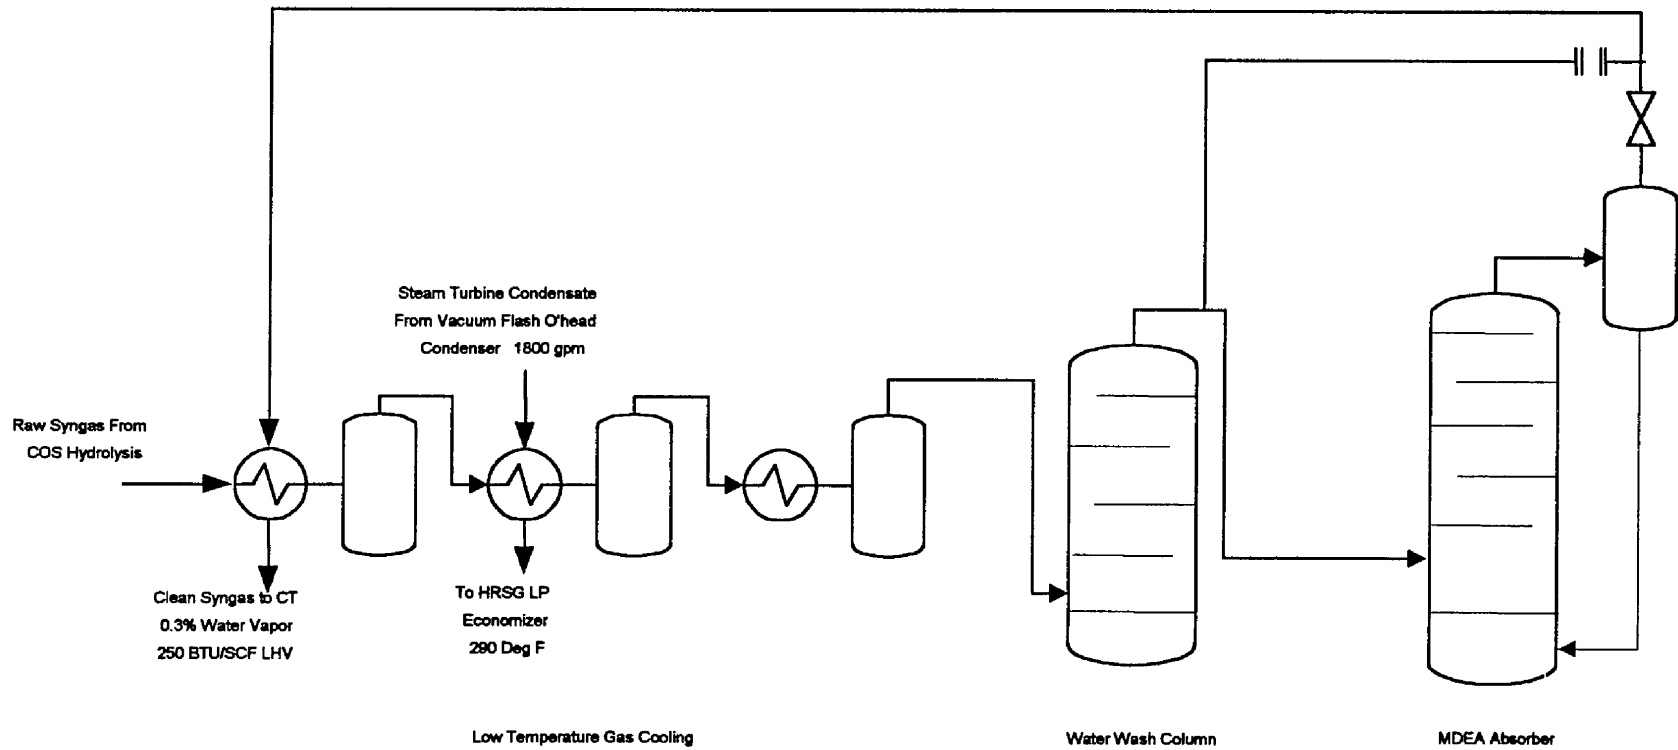 Steam Turbine Condensate
From Vacuum Flash O'head
Condenser 1800 gpm
Raw Syngas From
COS Hydrolysis
Clean Syngas to CT
0.3% Water Vapor
250 BTU/SCF LHV
To HRSG LP
Economizer
290 Deg F
Low Temperature Gas Cooling
Water Wash Column
MDEA Absorber